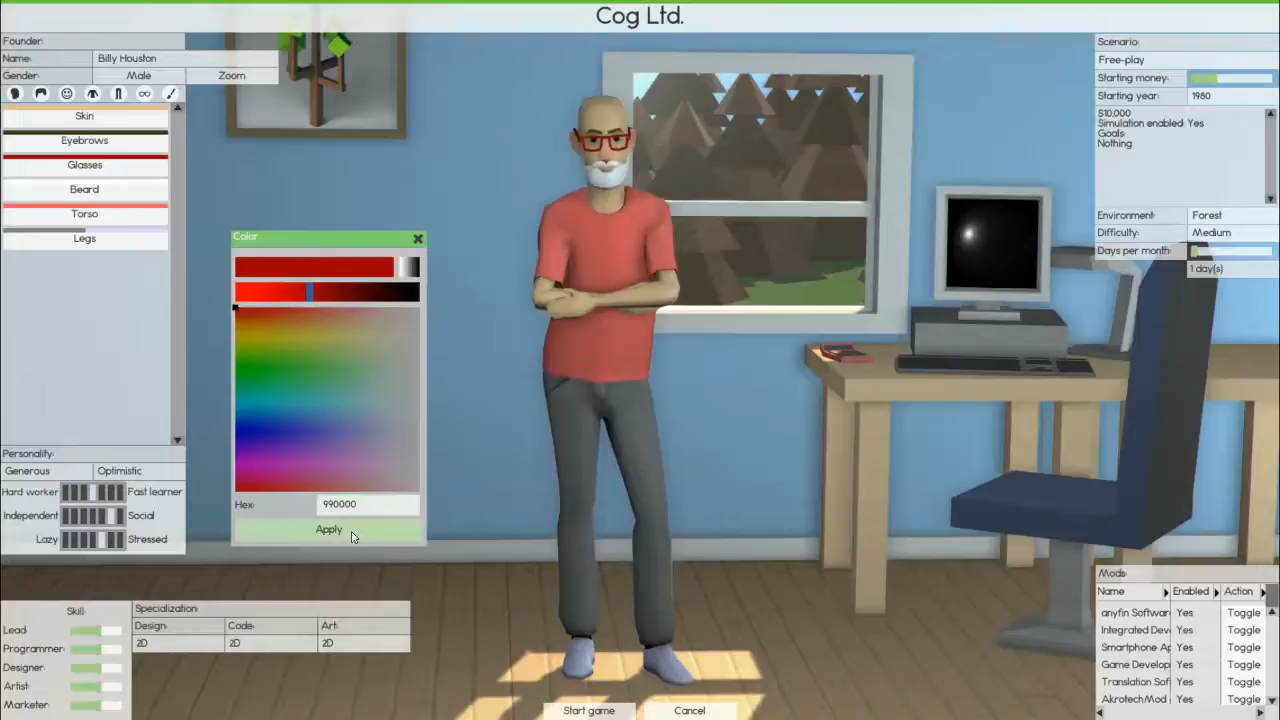 Cog Ltd.
Founder:
Name: Billy Houston
Gender: Male Zoom
Skin
Eyebrows
Glasses
Beard
Torso
Legs
Color
Hex: 990000
Apply
Personality:
Generous Optimistic
Hard worker Fast learner
Independent Social
Lazy Stressed
Skill:
Lead:
Programmer:
Designer:
Artist:
Marketer:
Specialization
Design: Code: Art:
2D 2D 2D
Start game Cancel
Scenario:
Free-play
Starting money:
Starting year: 1980
$10,000
Simulation enabled: Yes
Goals:
Nothing
Environment: Forest
Difficulty: Medium
Days per month:
1 day(s)
Mods:
Name Enabled Action
anyfin Softwar Yes Toggle
Integrated Dev Yes Toggle
Smartphone Ap Yes Toggle
Game Develop Yes Toggle
Translation Sof Yes Toggle
AkrotechMod Yes Toggle